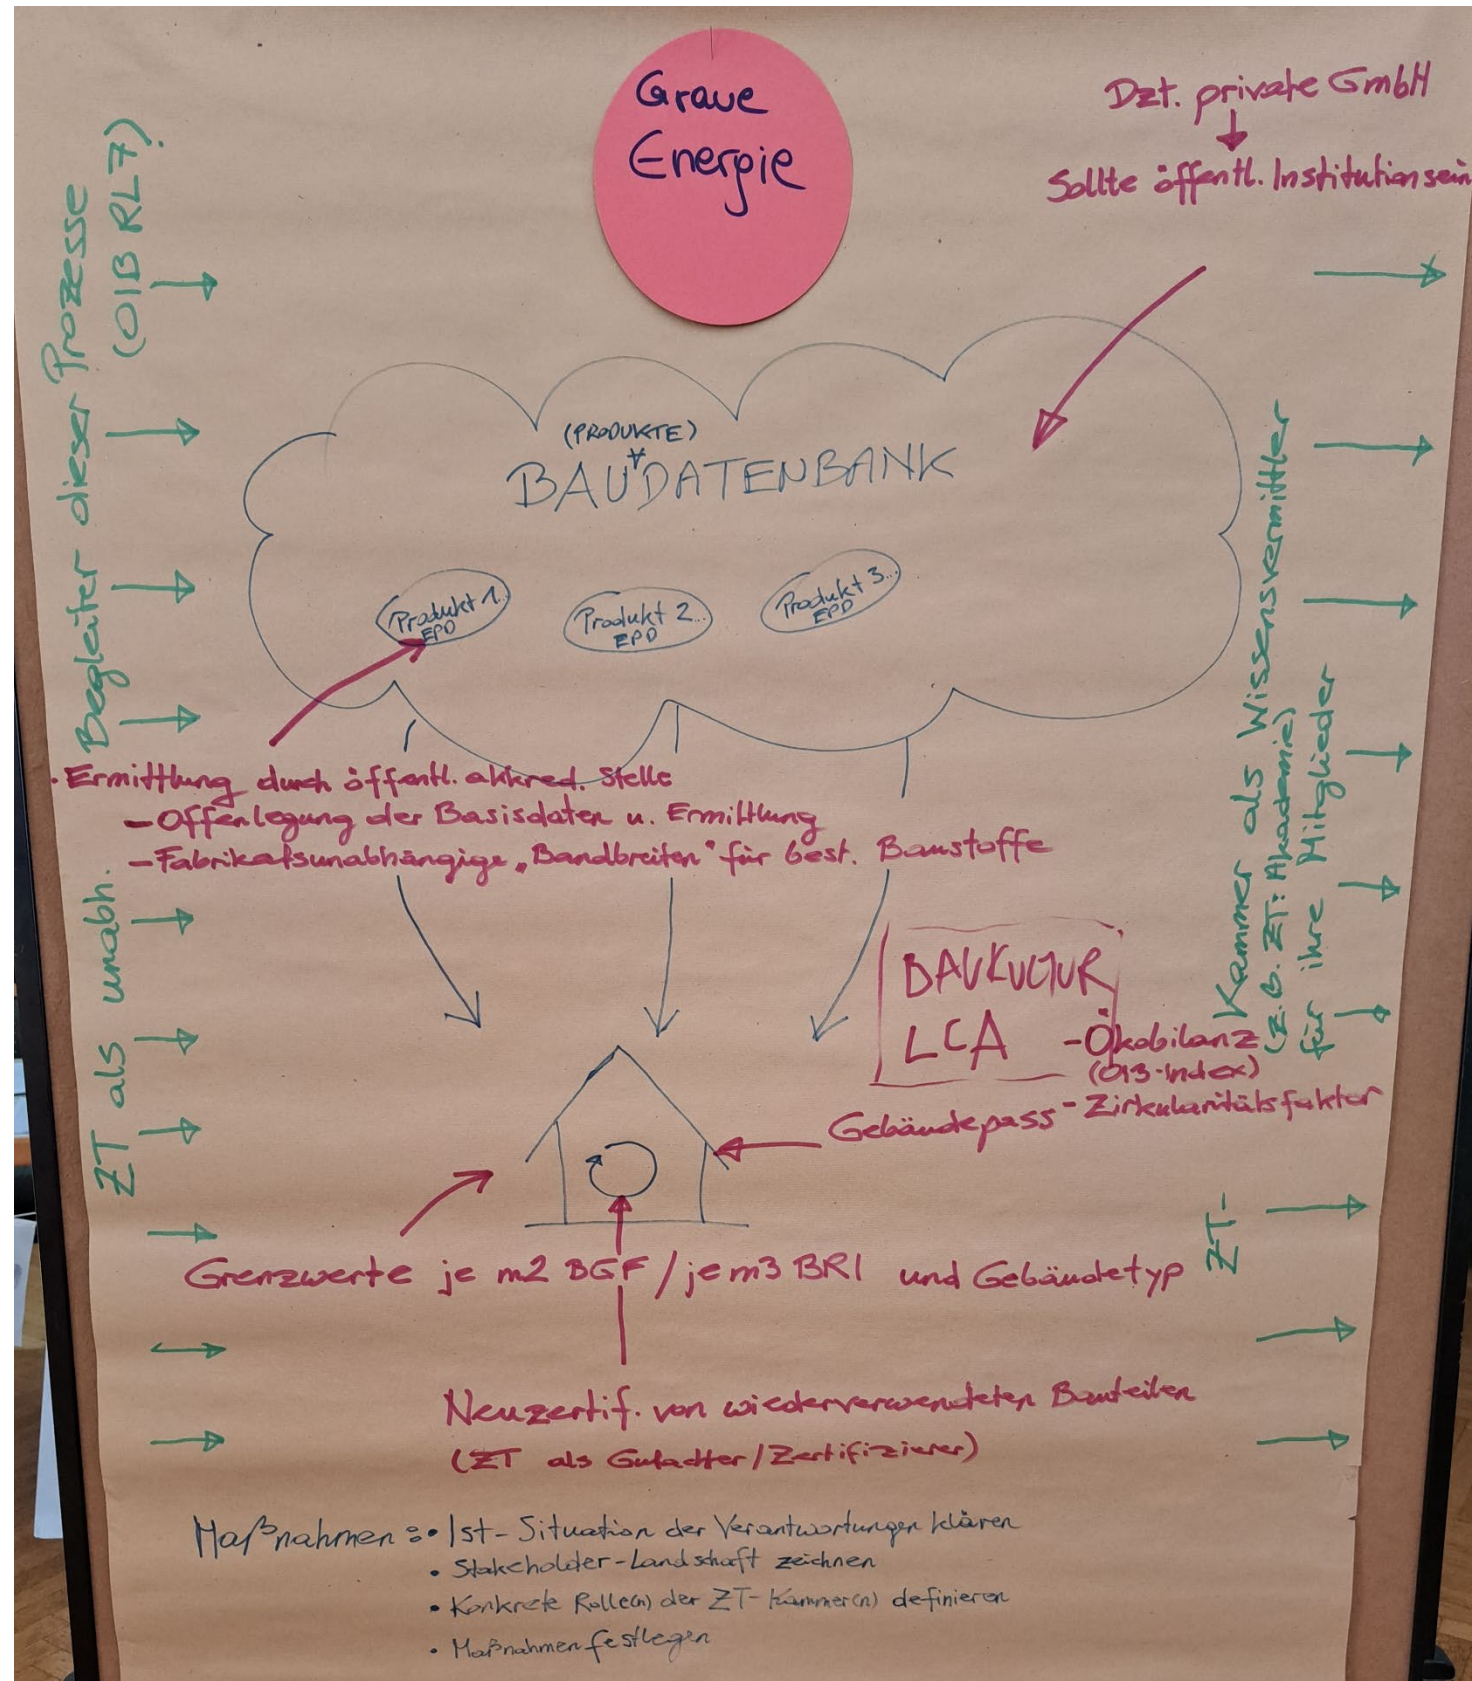 Graue
Energie
Dzt. private GmbH
Sollte öffentl. Institution sein
ZT als unabh. Begleiter dieser Prozesse
(OIB RL7)
(PRODUKTE)
BAUDATENBANK
Produkt 1...
EPD
Produkt 2...
EPD
Produkt 3...
EPD
• Ermittlung durch öffentl. akkred. Stelle
- Offenlegung der Basisdaten u. Ermittlung
- Fabrikatsunabhängige „Bandbreiten“ für best. Baustoffe
BAUKULTUR
LCA
- Ökobilanz
(OI3-Index)
Gebäudepass - Zirkularitätsfaktor
Grenzwerte je m2 BGF / je m3 BRI und Gebäudetyp
Neuzertif. von wiederverwendeten Bauteilen
(ZT als Gutachter / Zertifizierer)
ZT- Kammer als Wissensvermittler
(z.B. ZT: Akademie)
für ihre Mitglieder
Maßnahmen: • Ist-Situation der Verantwortungen klären
• Stakeholder-Landschaft zeichnen
• Konkrete Rolle(n) der ZT-Kammer(n) definieren
• Maßnahmen festlegen